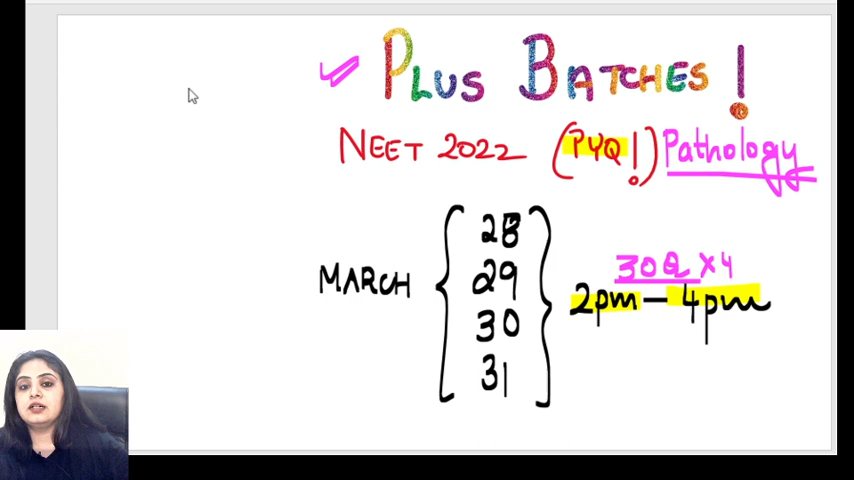 PLUS BATCHES!
NEET 2022 (PYQ!) Pathology
MARCH { 28 29 30 31 }
30Q X 4
2pm — 4pm